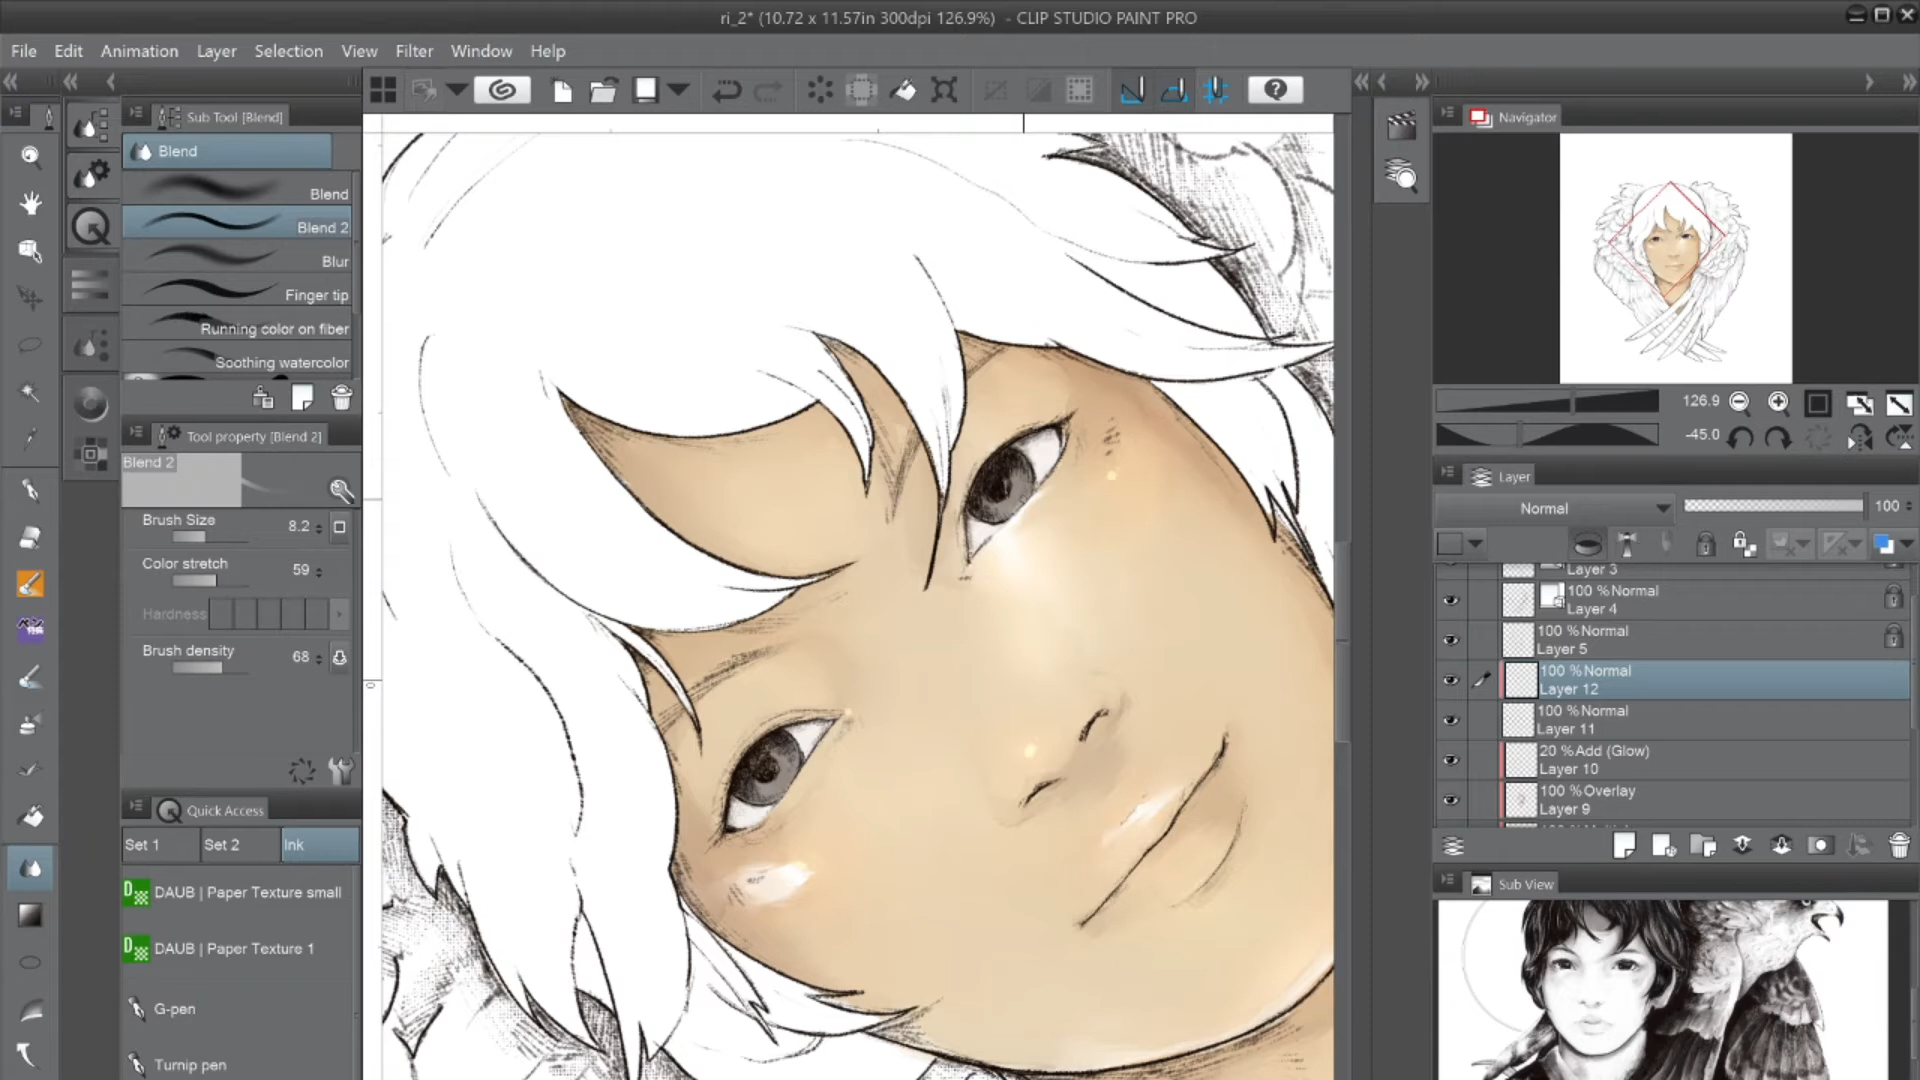 ri_2* (10.72 x 11.57in 300dpi 126.9%) - CLIP STUDIO PAINT PRO
File Edit Animation Layer Selection View Filter Window Help
Sub Tool [Blend]
Blend
Blend
Blend 2
Blur
Finger tip
Running color on fiber
Soothing watercolor
Tool property [Blend 2]
Blend 2
Brush Size 8.2
Color stretch 59
Hardness
Brush density 68
Quick Access
Set 1 Set 2 Ink
DAUB | Paper Texture small
DAUB | Paper Texture 1
G-pen
Turnip pen
Navigator
126.9
-45.0
Layer
Normal 100
Layer 3
100 %Normal
Layer 4
100 %Normal
Layer 5
100 %Normal
Layer 12
100 %Normal
Layer 11
20 %Add (Glow)
Layer 10
100 %Overlay
Layer 9
Sub View